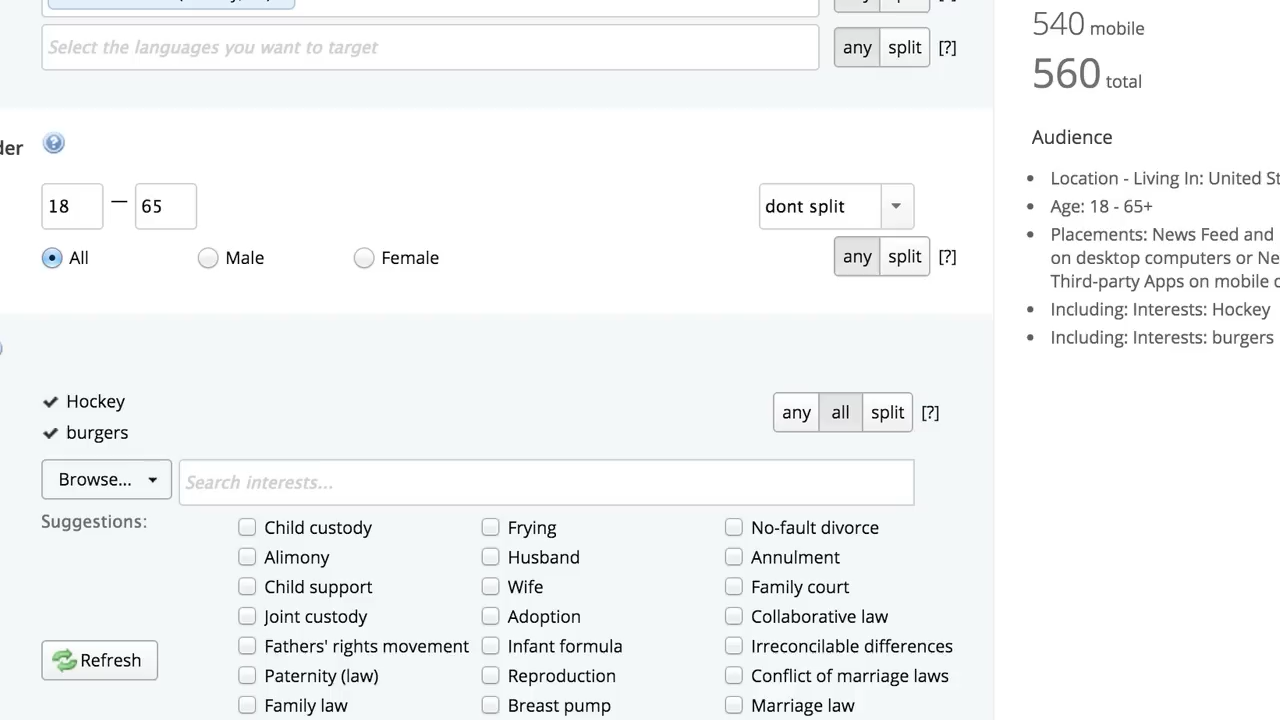 540 mobile
Select the languages you want to target any split [?]
560 total
Audience
der
Location - Living In: United St
18 — 65 dont split
Age: 18 - 65+
Placements: News Feed and
on desktop computers or Ne
Third-party Apps on mobile
All Male Female any split [?]
Including: Interests: Hockey
Including: Interests: burgers
Hockey
any all split [?]
burgers
Browse... Search interests...
Suggestions:
Child custody Frying No-fault divorce
Alimony Husband Annulment
Child support Wife Family court
Joint custody Adoption Collaborative law
Fathers' rights movement Infant formula Irreconcilable differences
Refresh
Paternity (law) Reproduction Conflict of marriage laws
Family law Breast pump Marriage law